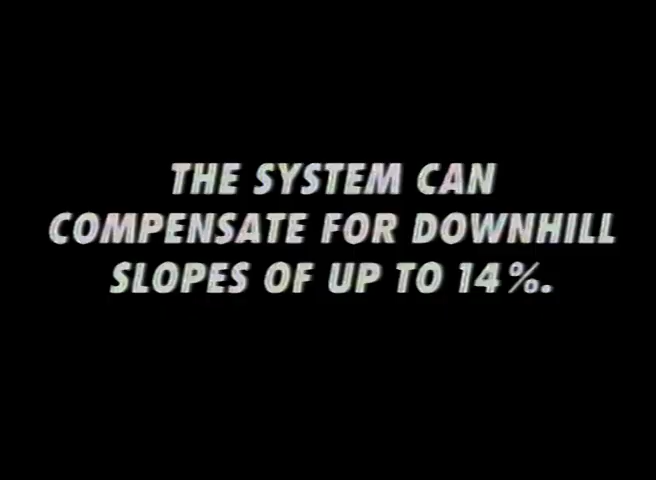 THE SYSTEM CAN
COMPENSATE FOR DOWNHILL
SLOPES OF UP TO 14%.